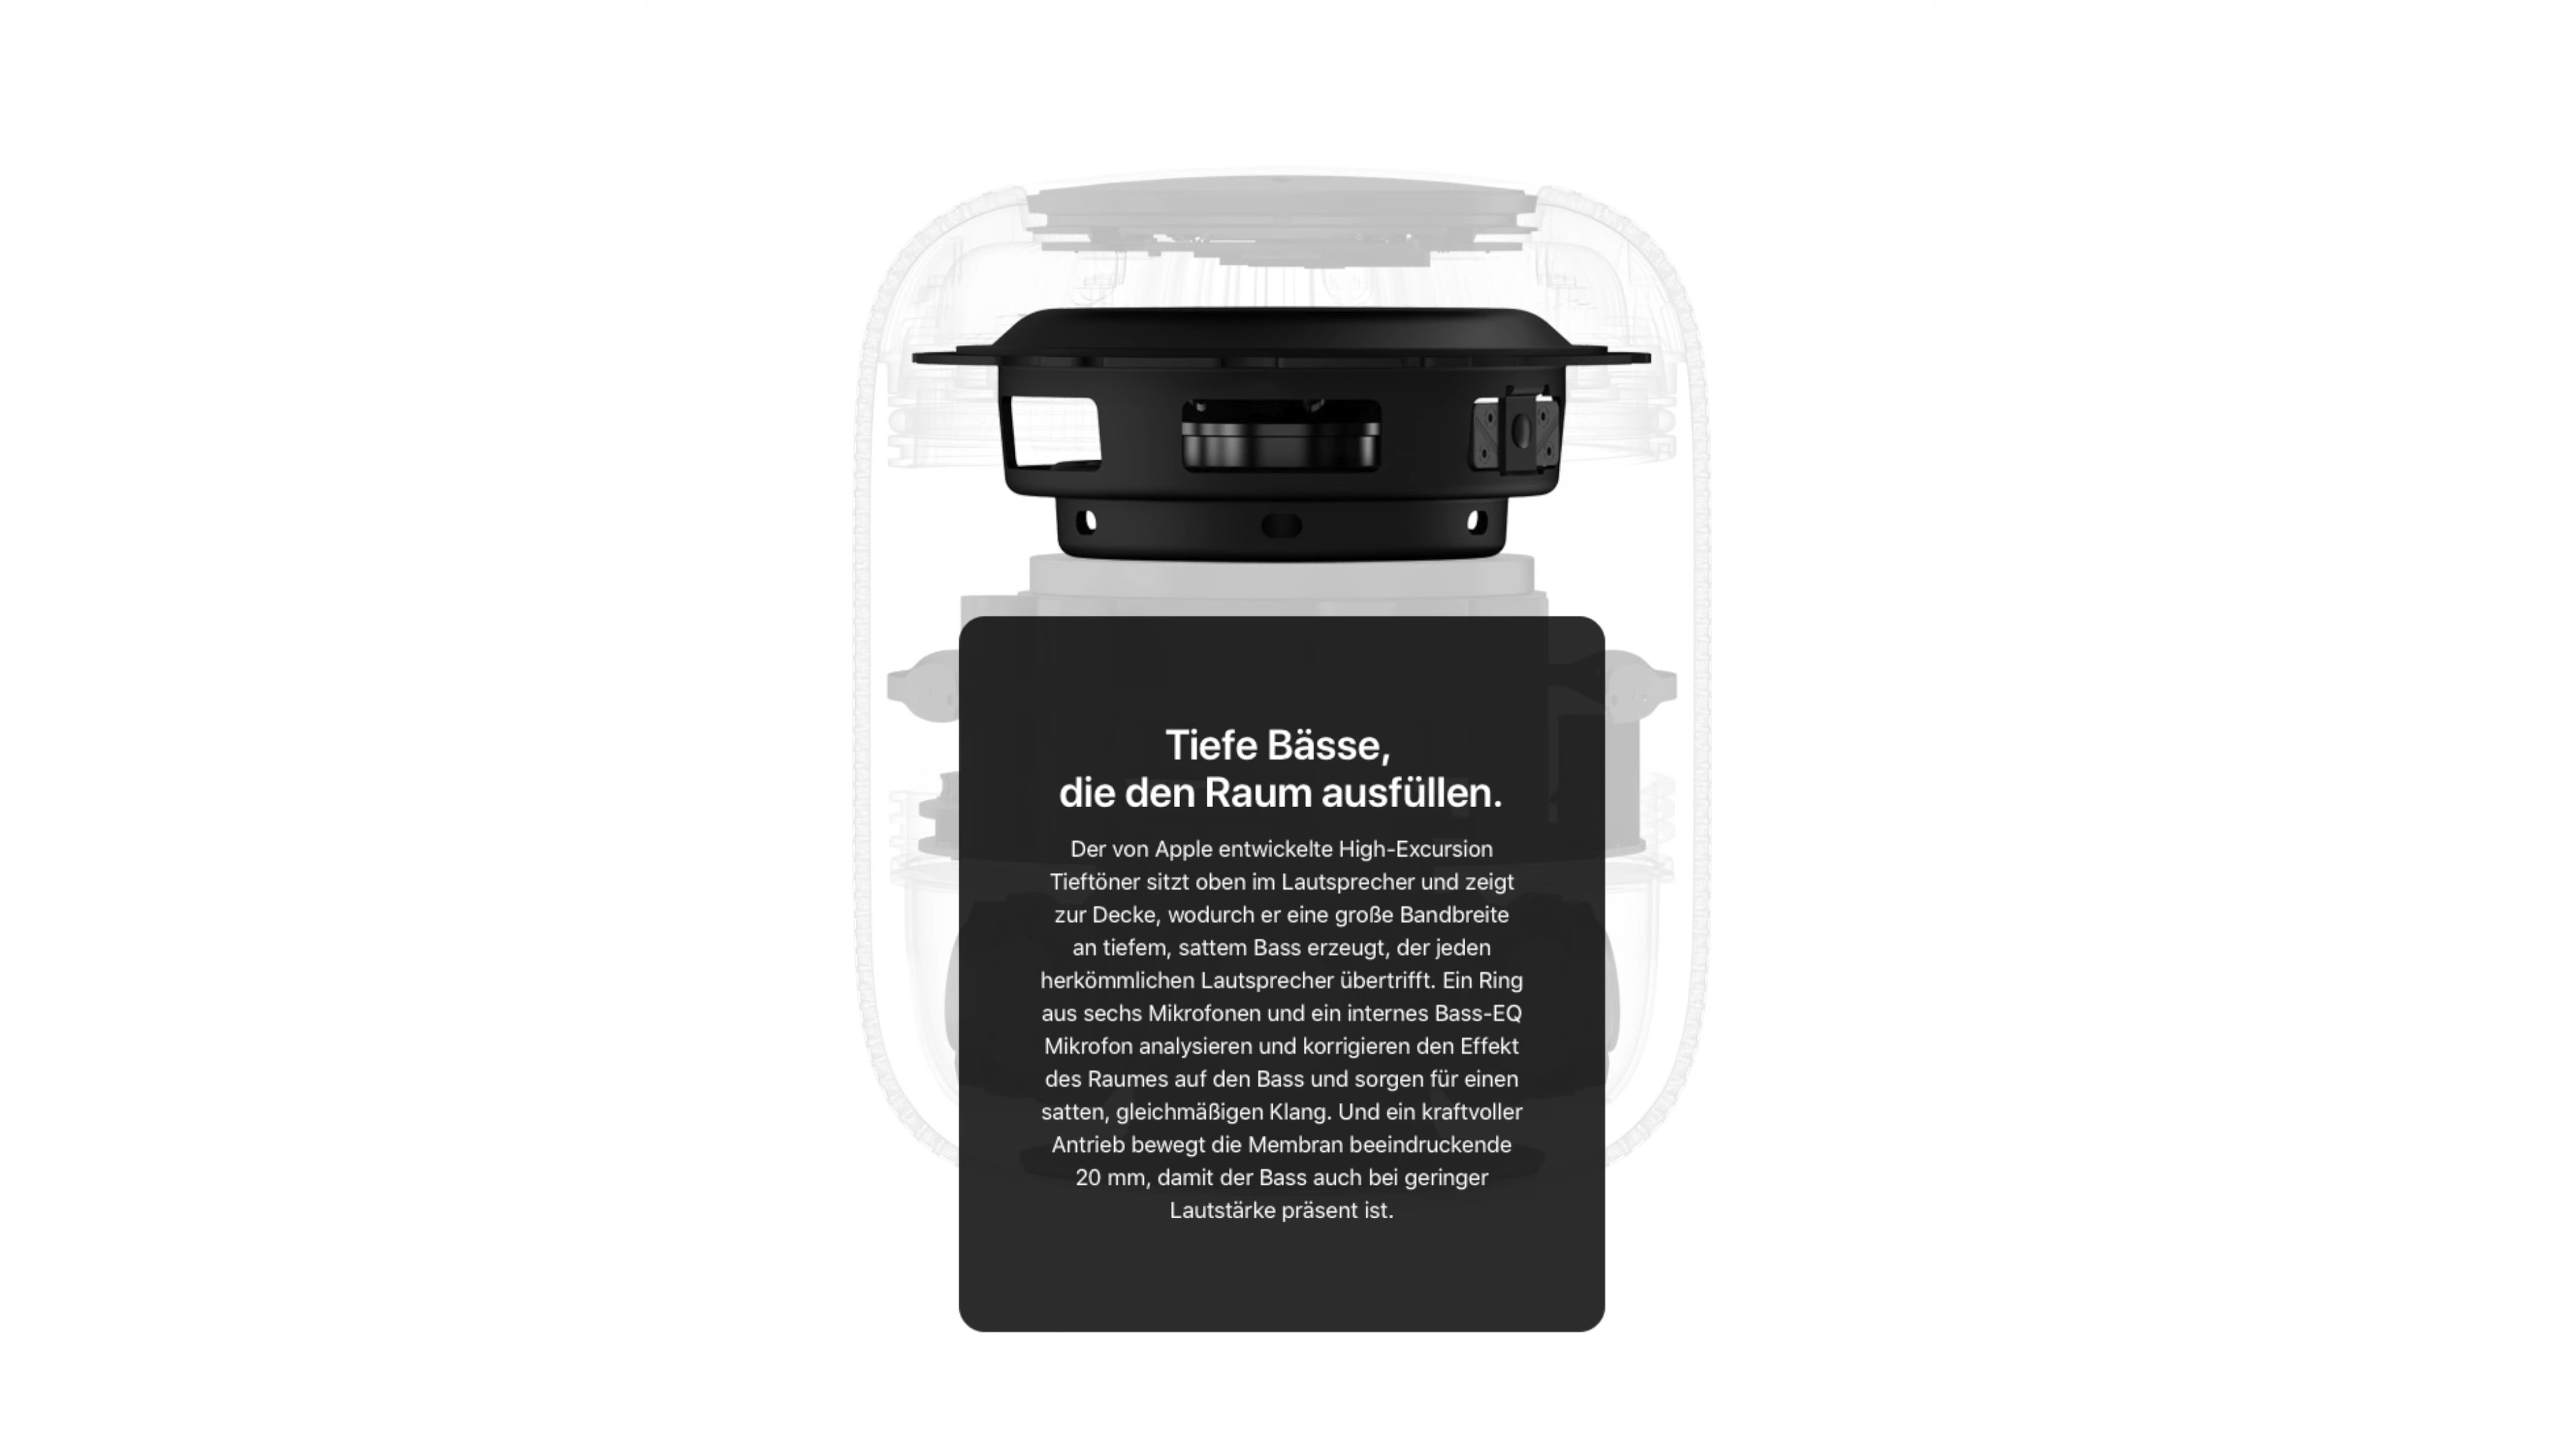 Tiefe Bässe,
die den Raum ausfüllen.
Der von Apple entwickelte High-Excursion
Tieftöner sitzt oben im Lautsprecher und zeigt
zur Decke, wodurch er eine große Bandbreite
an tiefem, sattem Bass erzeugt, der jeden
herkömmlichen Lautsprecher übertrifft. Ein Ring
aus sechs Mikrofonen und ein internes Bass-EQ
Mikrofon analysieren und korrigieren den Effekt
des Raumes auf den Bass und sorgen für einen
satten, gleichmäßigen Klang. Und ein kraftvoller
Antrieb bewegt die Membran beeindruckende
20 mm, damit der Bass auch bei geringer
Lautstärke präsent ist.